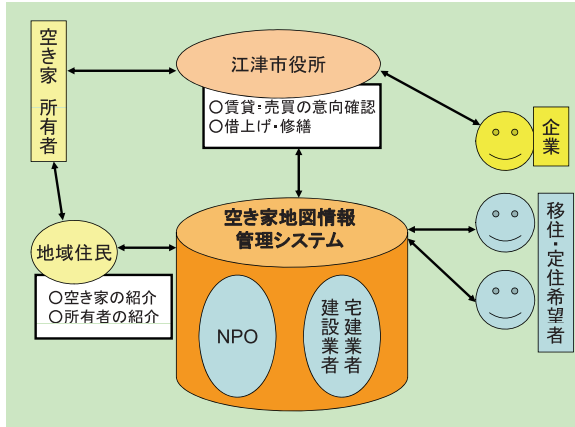 空き家 所有者
江津市役所
○賃貸・売買の意向確認
○借上げ・修繕
企業
地域住民
○空き家の紹介
○所有者の紹介
空き家地図情報
管理システム
NPO
宅建業者
建設業者
移住・定住希望者